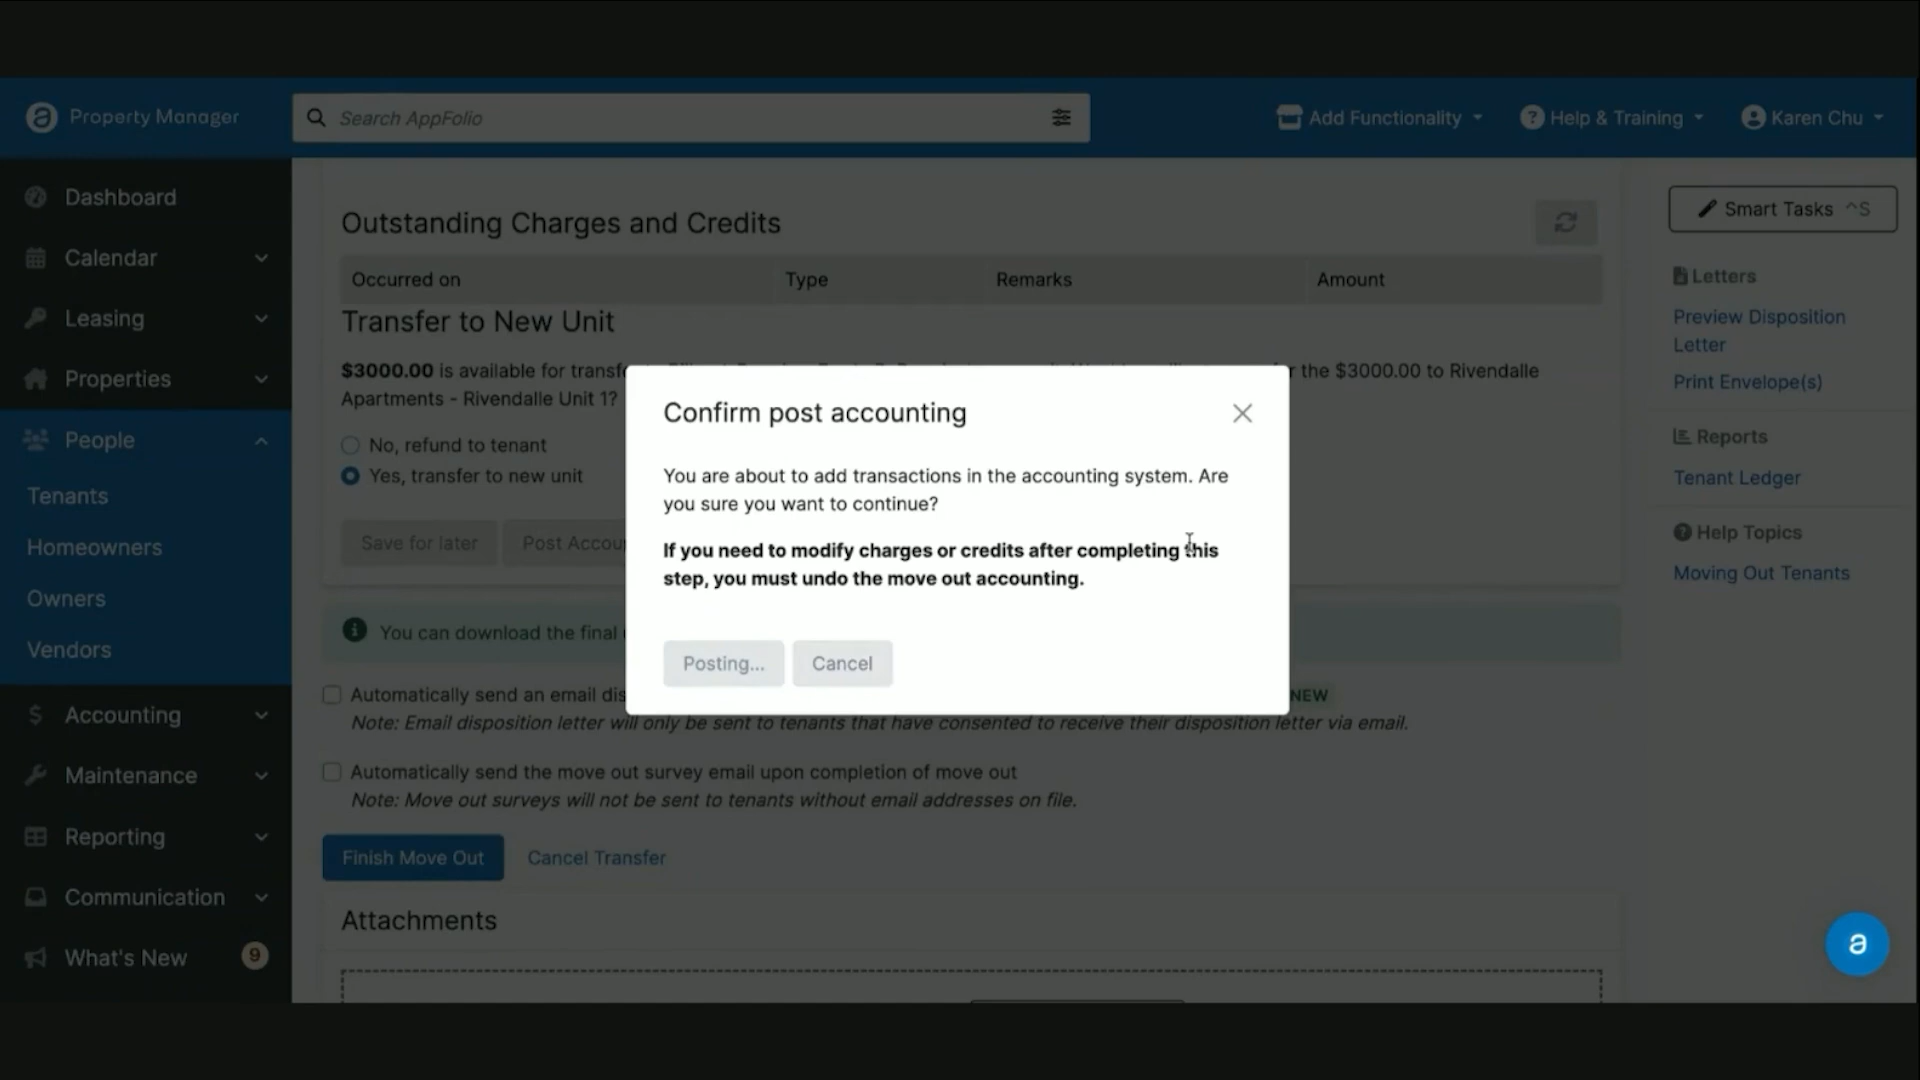 Property Manager
Search AppFolio
Add Functionality
Help & Training
Karen Chu
Dashboard
Calendar
Leasing
Properties
People
Tenants
Homeowners
Owners
Vendors
Accounting
Maintenance
Reporting
Communication
What's New 9
Outstanding Charges and Credits
Occurred on Type Remarks Amount
Transfer to New Unit
$3000.00 is available for transfe r the $3000.00 to Rivendalle
Apartments - Rivendalle Unit 1?
No, refund to tenant
Yes, transfer to new unit
Save for later Post Accou
You can download the final
Automatically send an email dis NEW
Note: Email disposition letter will only be sent to tenants that have consented to receive their disposition letter via email.
Automatically send the move out survey email upon completion of move out
Note: Move out surveys will not be sent to tenants without email addresses on file.
Finish Move Out Cancel Transfer
Attachments
Confirm post accounting
You are about to add transactions in the accounting system. Are
you sure you want to continue?
If you need to modify charges or credits after completing this
step, you must undo the move out accounting.
Posting... Cancel
Smart Tasks ^S
Letters
Preview Disposition
Letter
Print Envelope(s)
Reports
Tenant Ledger
Help Topics
Moving Out Tenants